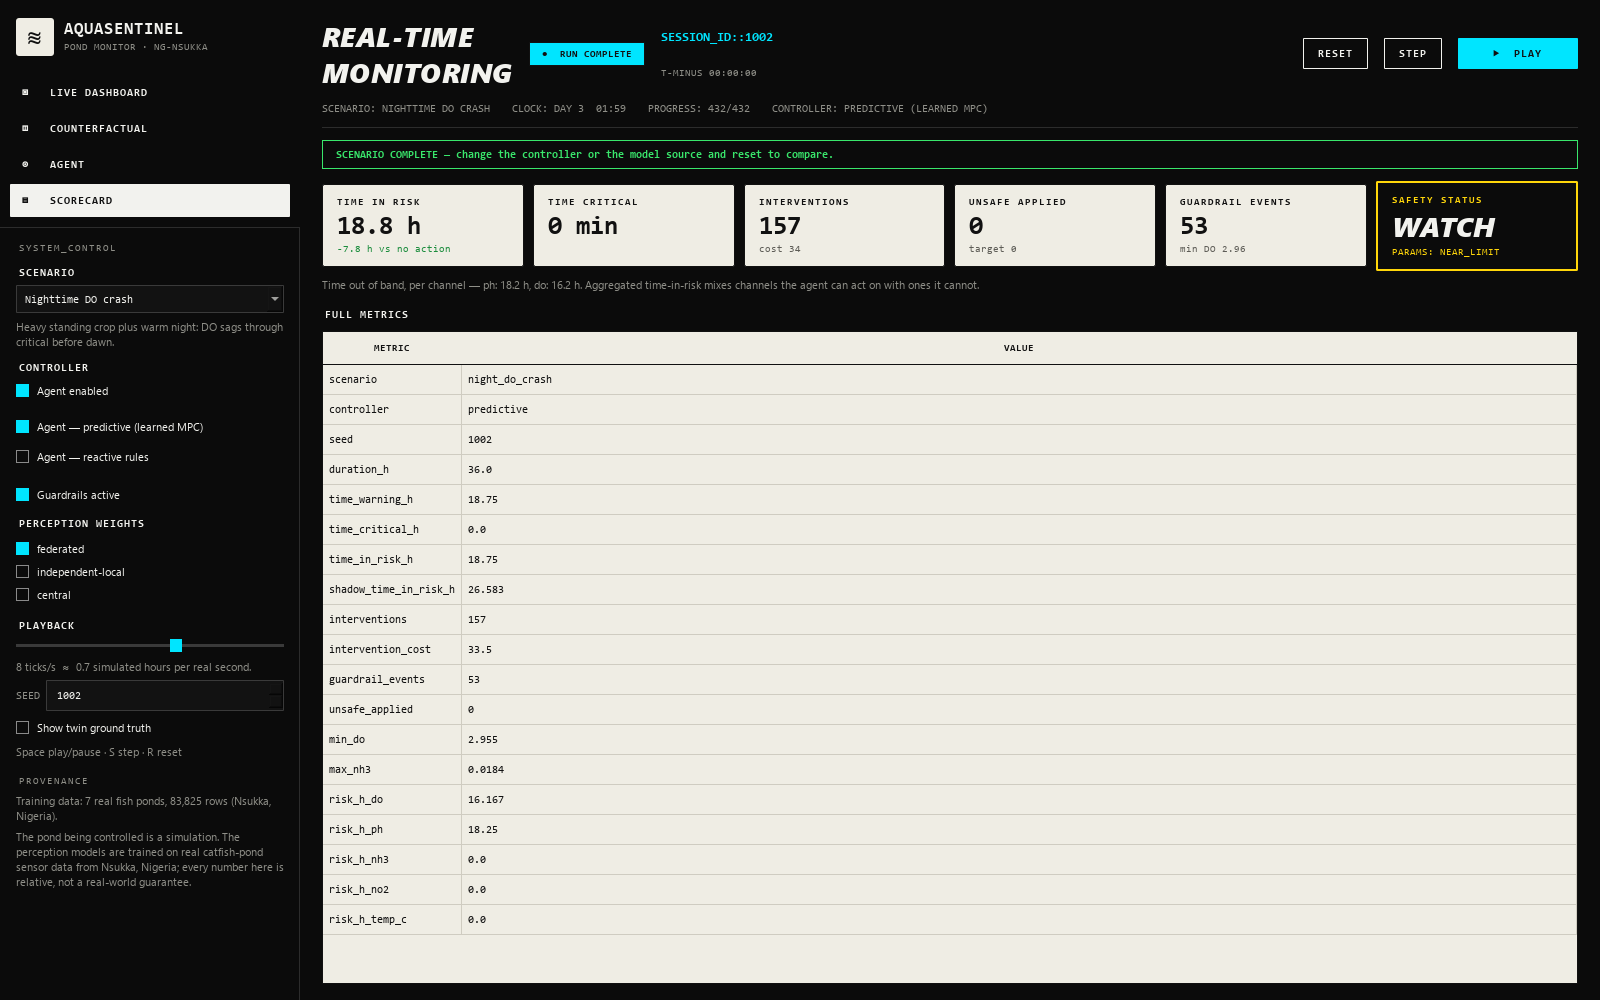 AQUASENTINEL
POND MONITOR · NG-NSUKKA
LIVE DASHBOARD
COUNTERFACTUAL
AGENT
SCORECARD
SYSTEM_CONTROL
SCENARIO
Nighttime DO crash
Heavy standing crop plus warm night: DO sags through
critical before dawn.
CONTROLLER
Agent enabled
Agent — predictive (learned MPC)
Agent — reactive rules
Guardrails active
PERCEPTION WEIGHTS
federated
independent-local
central
PLAYBACK
8 ticks/s ≈ 0.7 simulated hours per real second.
SEED 1002
Show twin ground truth
Space play/pause · S step · R reset
PROVENANCE
Training data: 7 real fish ponds, 83,825 rows (Nsukka,
Nigeria).
The pond being controlled is a simulation. The
perception models are trained on real catfish-pond
sensor data from Nsukka, Nigeria; every number here is
relative, not a real-world guarantee.
REAL-TIME
MONITORING
● RUN COMPLETE
SESSION_ID::1002
T-MINUS 00:00:00
RESET
STEP
► PLAY
SCENARIO: NIGHTTIME DO CRASH CLOCK: DAY 3 01:59 PROGRESS: 432/432 CONTROLLER: PREDICTIVE (LEARNED MPC)
SCENARIO COMPLETE — change the controller or the model source and reset to compare.
TIME IN RISK
18.8 h
-7.8 h vs no action
TIME CRITICAL
0 min
INTERVENTIONS
157
cost 34
UNSAFE APPLIED
0
target 0
GUARDRAIL EVENTS
53
min DO 2.96
SAFETY STATUS
WATCH
PARAMS: NEAR_LIMIT
Time out of band, per channel — ph: 18.2 h, do: 16.2 h. Aggregated time-in-risk mixes channels the agent can act on with ones it cannot.
FULL METRICS
METRIC VALUE
scenario night_do_crash
controller predictive
seed 1002
duration_h 36.0
time_warning_h 18.75
time_critical_h 0.0
time_in_risk_h 18.75
shadow_time_in_risk_h 26.583
interventions 157
intervention_cost 33.5
guardrail_events 53
unsafe_applied 0
min_do 2.955
max_nh3 0.0184
risk_h_do 16.167
risk_h_ph 18.25
risk_h_nh3 0.0
risk_h_no2 0.0
risk_h_temp_c 0.0